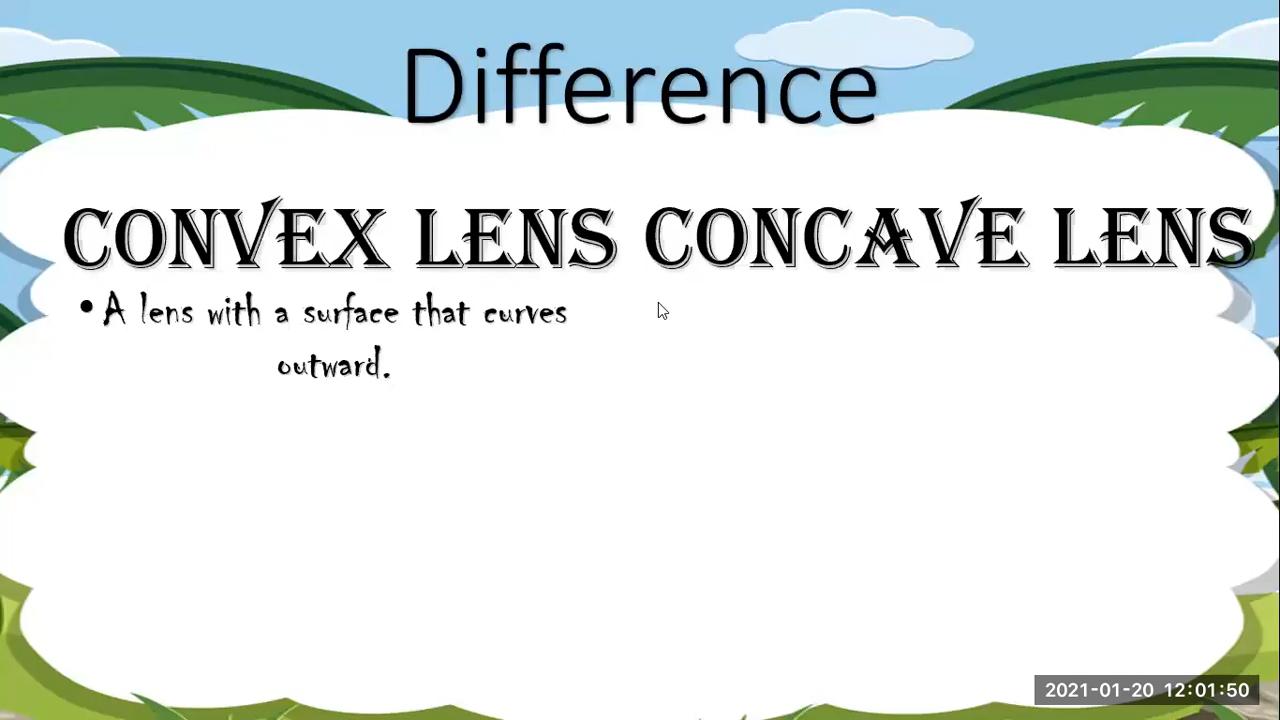 Difference
CONVEX LENS CONCAVE LENS
• A lens with a surface that curves
outward.
2021-01-20 12:01:50